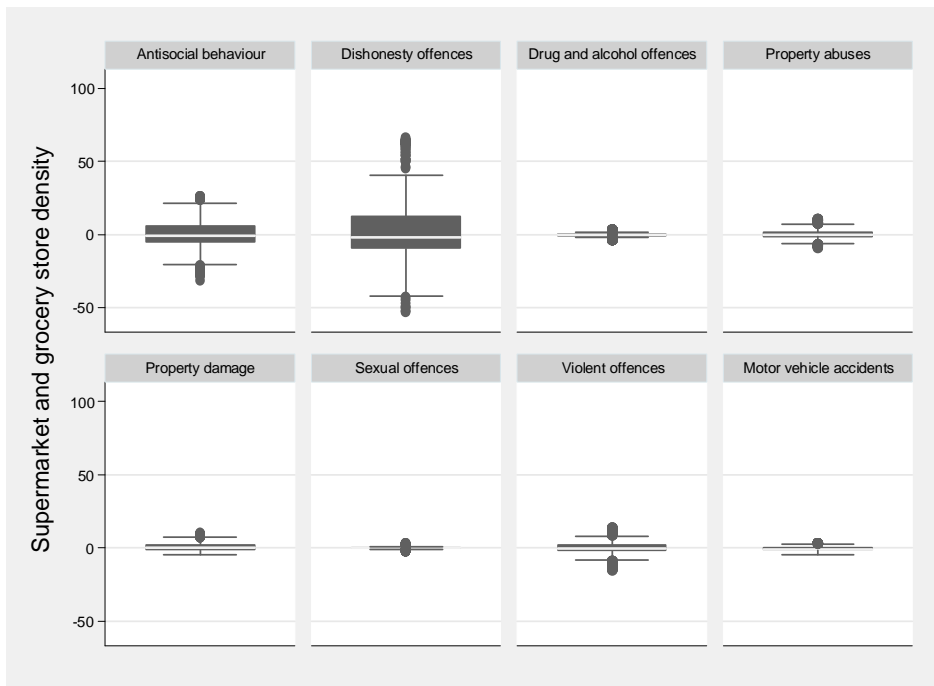 Supermarket and grocery store density
Antisocial behaviour
Dishonesty offences
Drug and alcohol offences
Property abuses
100
50
0
-50
Property damage
Sexual offences
Violent offences
Motor vehicle accidents
100
50
0
-50